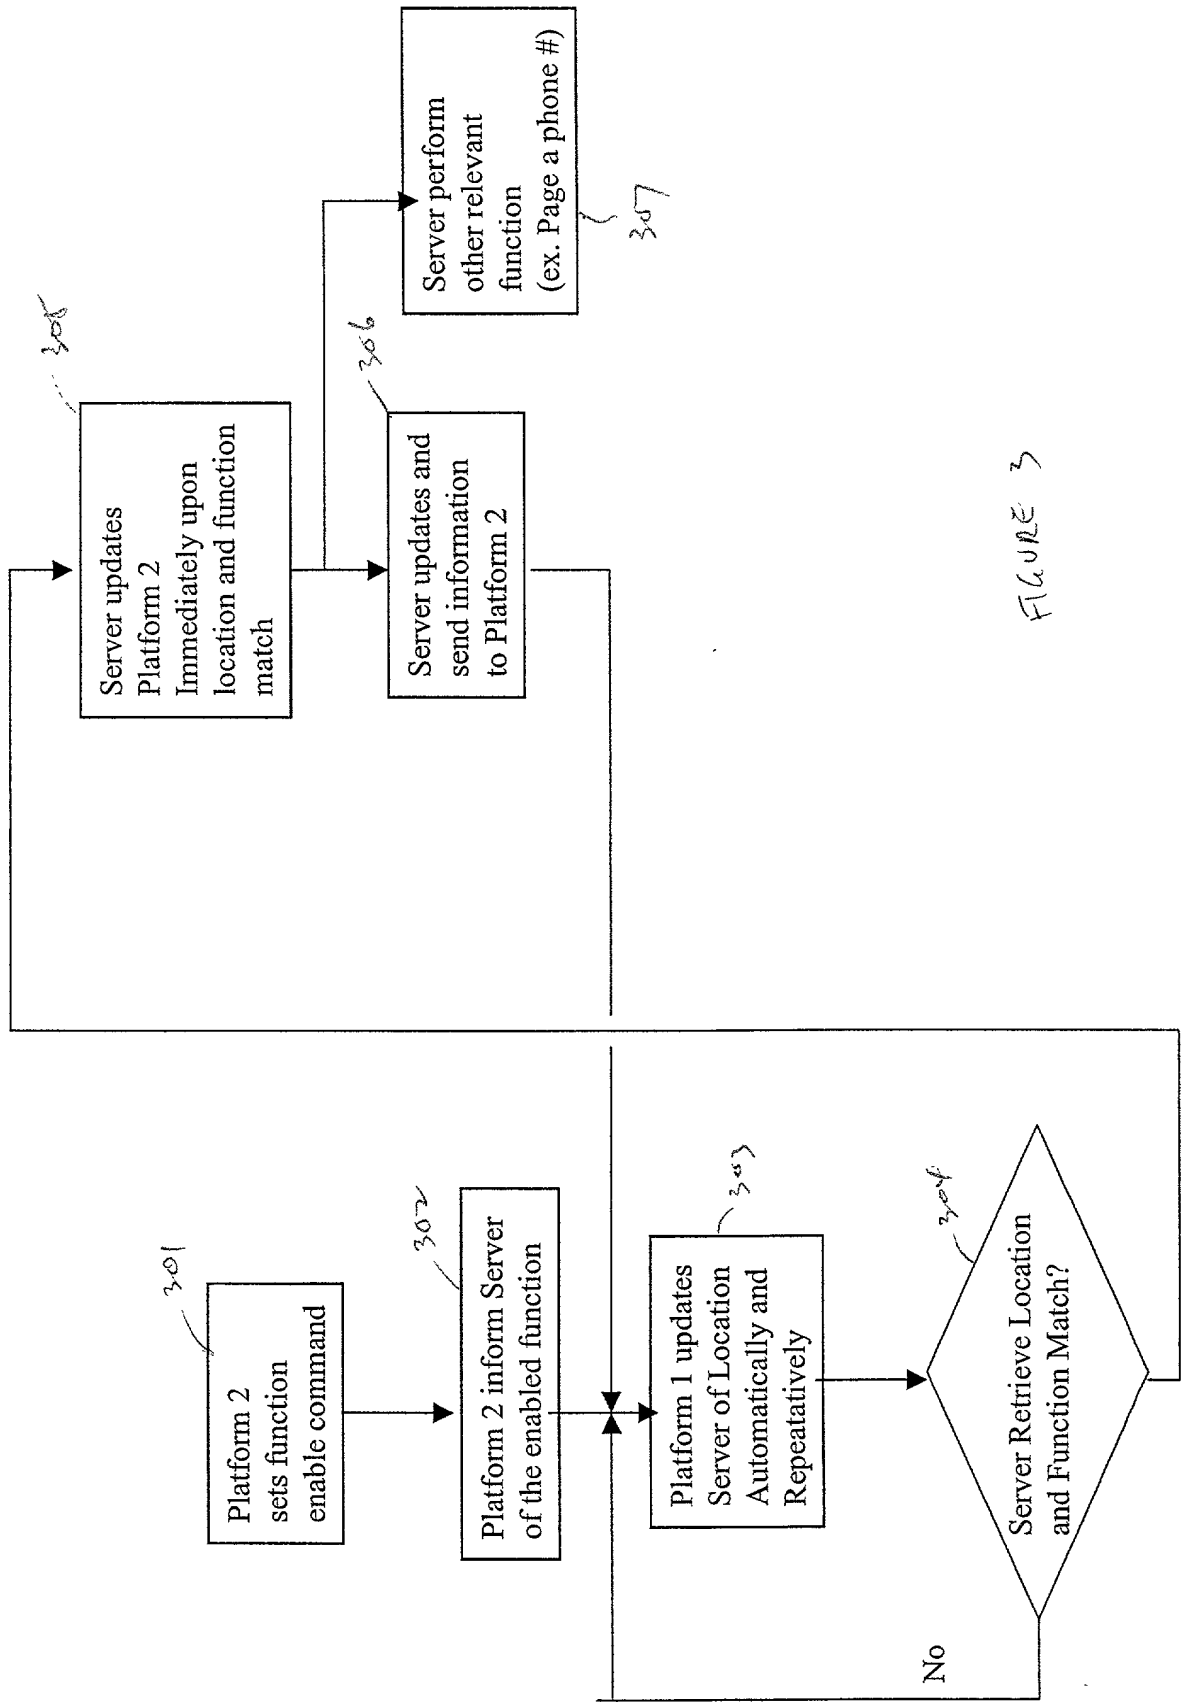 301
Platform 2
sets function
enable command
302
Platform 2 inform Server
of the enabled function
303
Platform 1 updates
Server of Location
Automatically and
Repeatatively
304
Server Retrieve Location
and Function Match?
No
305
Server updates
Platform 2
Immediately upon
location and function
match
306
Server updates and
send information
to Platform 2
Server perform
other relevant
function
(ex. Page a phone #)
307
FIGURE 3